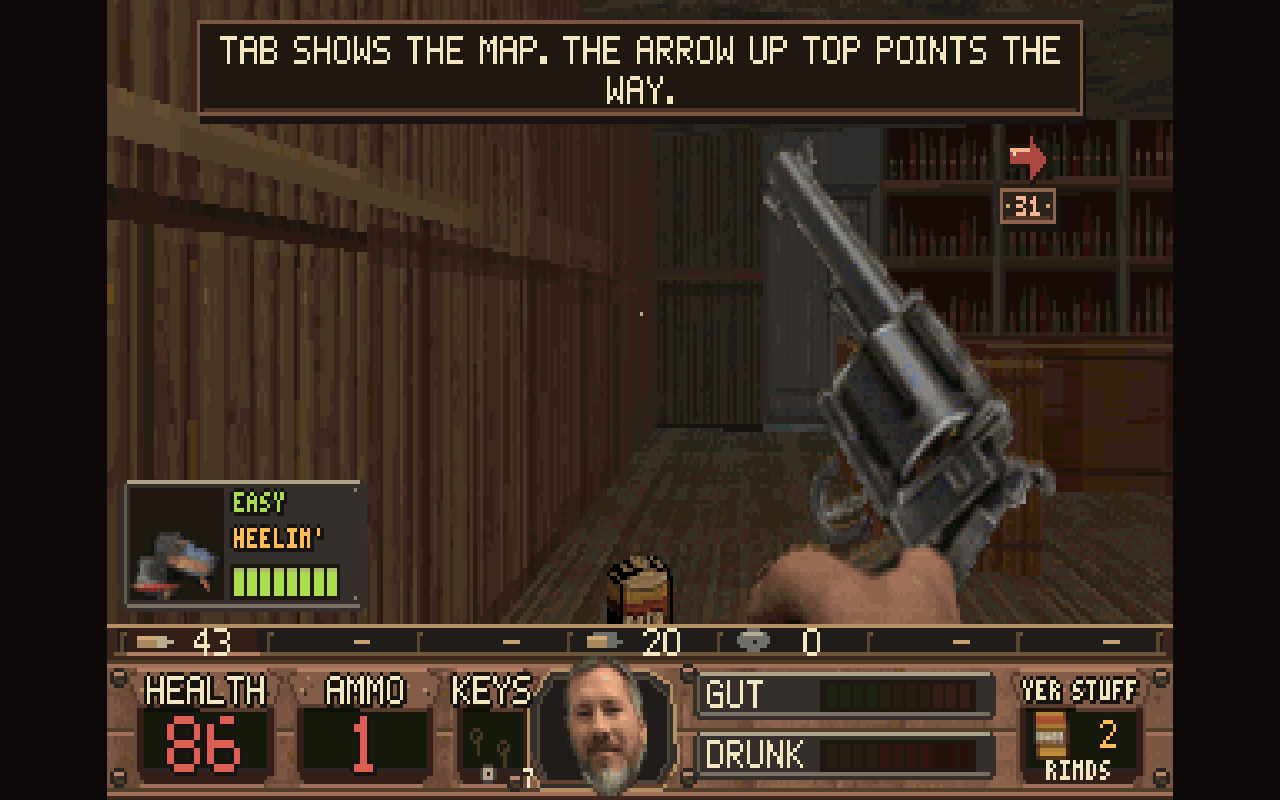 TAB SHOWS THE MAP. THE ARROW UP TOP POINTS THE
WAY.
·31·
EASY
HEELIN'
43 – – 20 0 – –
HEALTH AMMO KEYS GUT YER STUFF
86 1 2
DRUNK RINDS